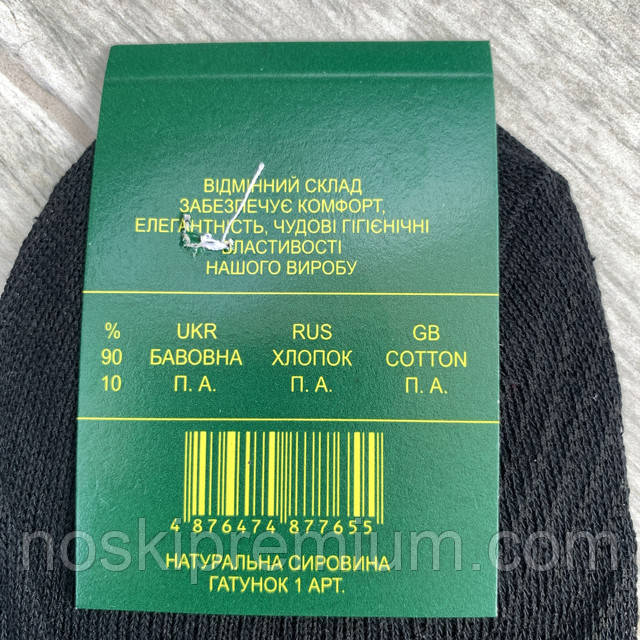 ВІДМІННИЙ СКЛАД
ЗАБЕЗПЕЧУЄ КОМФОРТ,
ЕЛЕГАНТНІСТЬ, ЧУДОВІ ГІГІЄНІЧНІ
ВЛАСТИВОСТІ
НАШОГО ВИРОБУ
% UKR RUS GB
90 БАВОВНА ХЛОПОК COTTON
10 П. А. П. А. П. А.
4 876474 877655
noskipremium.com.ua
НАТУРАЛЬНА СИРОВИНА
ГАТУНОК 1 АРТ.